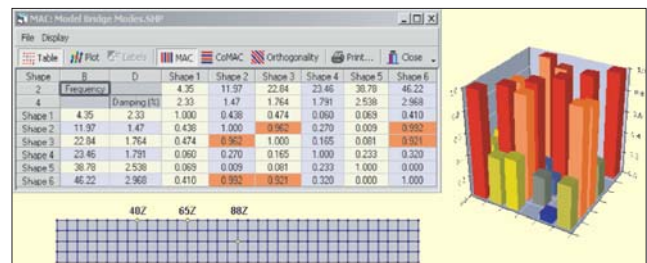 MAC: Model Bridge Modes.SHP
File Display
Table Plot Labels MAC CoMAC Orthogonality Print... Close
Shape B D Shape 1 Shape 2 Shape 3 Shape 4 Shape 5 Shape 6
2 Frequency 4.35 11.97 22.84 23.46 38.78 46.22
4 Damping (%) 2.33 1.47 1.764 1.791 2.538 2.968
Shape 1 4.35 2.33 1.000 0.438 0.474 0.060 0.069 0.410
Shape 2 11.97 1.47 0.438 1.000 0.962 0.270 0.009 0.992
Shape 3 22.84 1.764 0.474 0.962 1.000 0.165 0.081 0.921
Shape 4 23.46 1.791 0.060 0.270 0.165 1.000 0.233 0.320
Shape 5 38.78 2.538 0.069 0.009 0.081 0.233 1.000 0.000
Shape 6 46.22 2.968 0.410 0.992 0.921 0.320 0.000 1.000
40Z 65Z 88Z